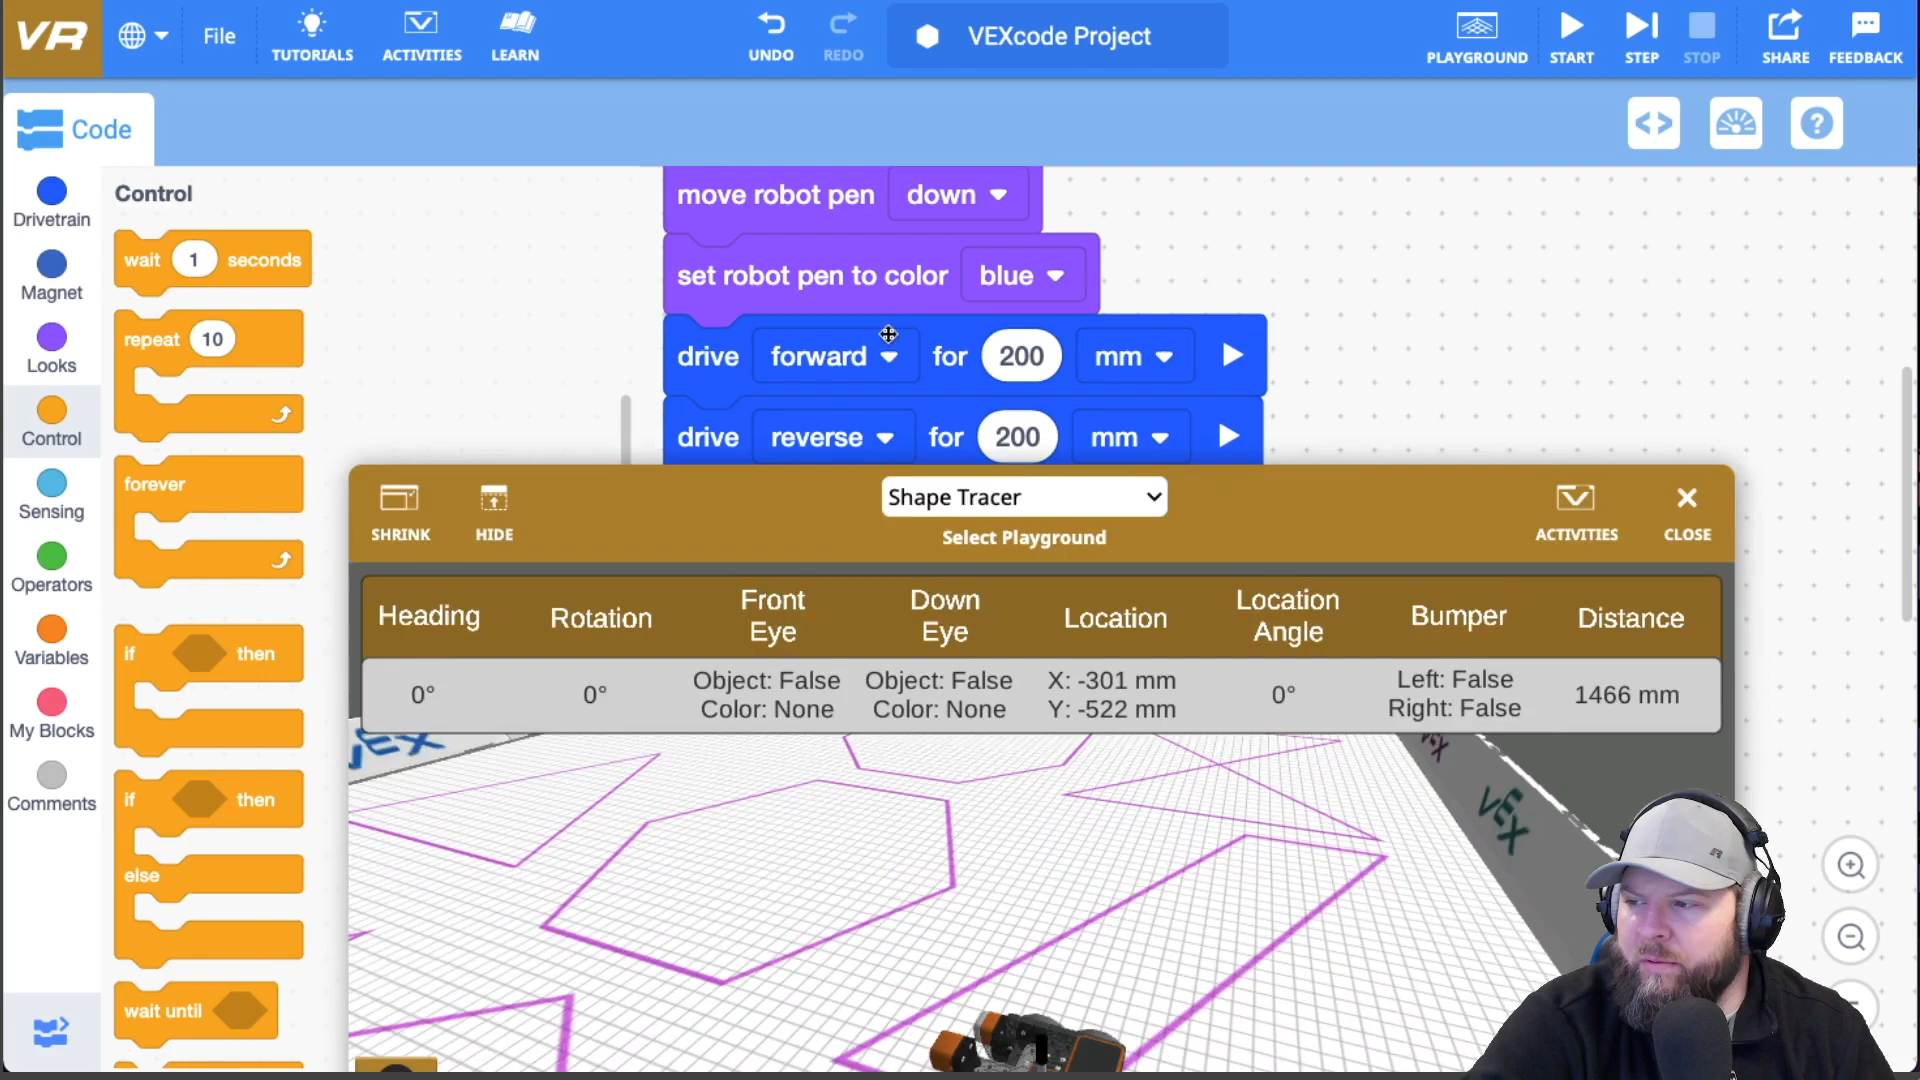 VR
File
TUTORIALS
ACTIVITIES
LEARN
UNDO
REDO
VEXcode Project
PLAYGROUND
START
STEP
STOP
SHARE
FEEDBACK
Code
Drivetrain
Magnet
Looks
Control
Sensing
Operators
Variables
My Blocks
Comments
Control
wait 1 seconds
repeat 10
forever
if then
if then
else
wait until
move robot pen down
set robot pen to color blue
drive forward for 200 mm
drive reverse for 200 mm
SHRINK
HIDE
Shape Tracer
Select Playground
ACTIVITIES
CLOSE
Heading Rotation Front Eye Down Eye Location Location Angle Bumper Distance
0° 0° Object: False Object: False X: -301 mm 0° Left: False 1466 mm
Color: None Color: None Y: -522 mm Right: False
VEX
VEX
VEX